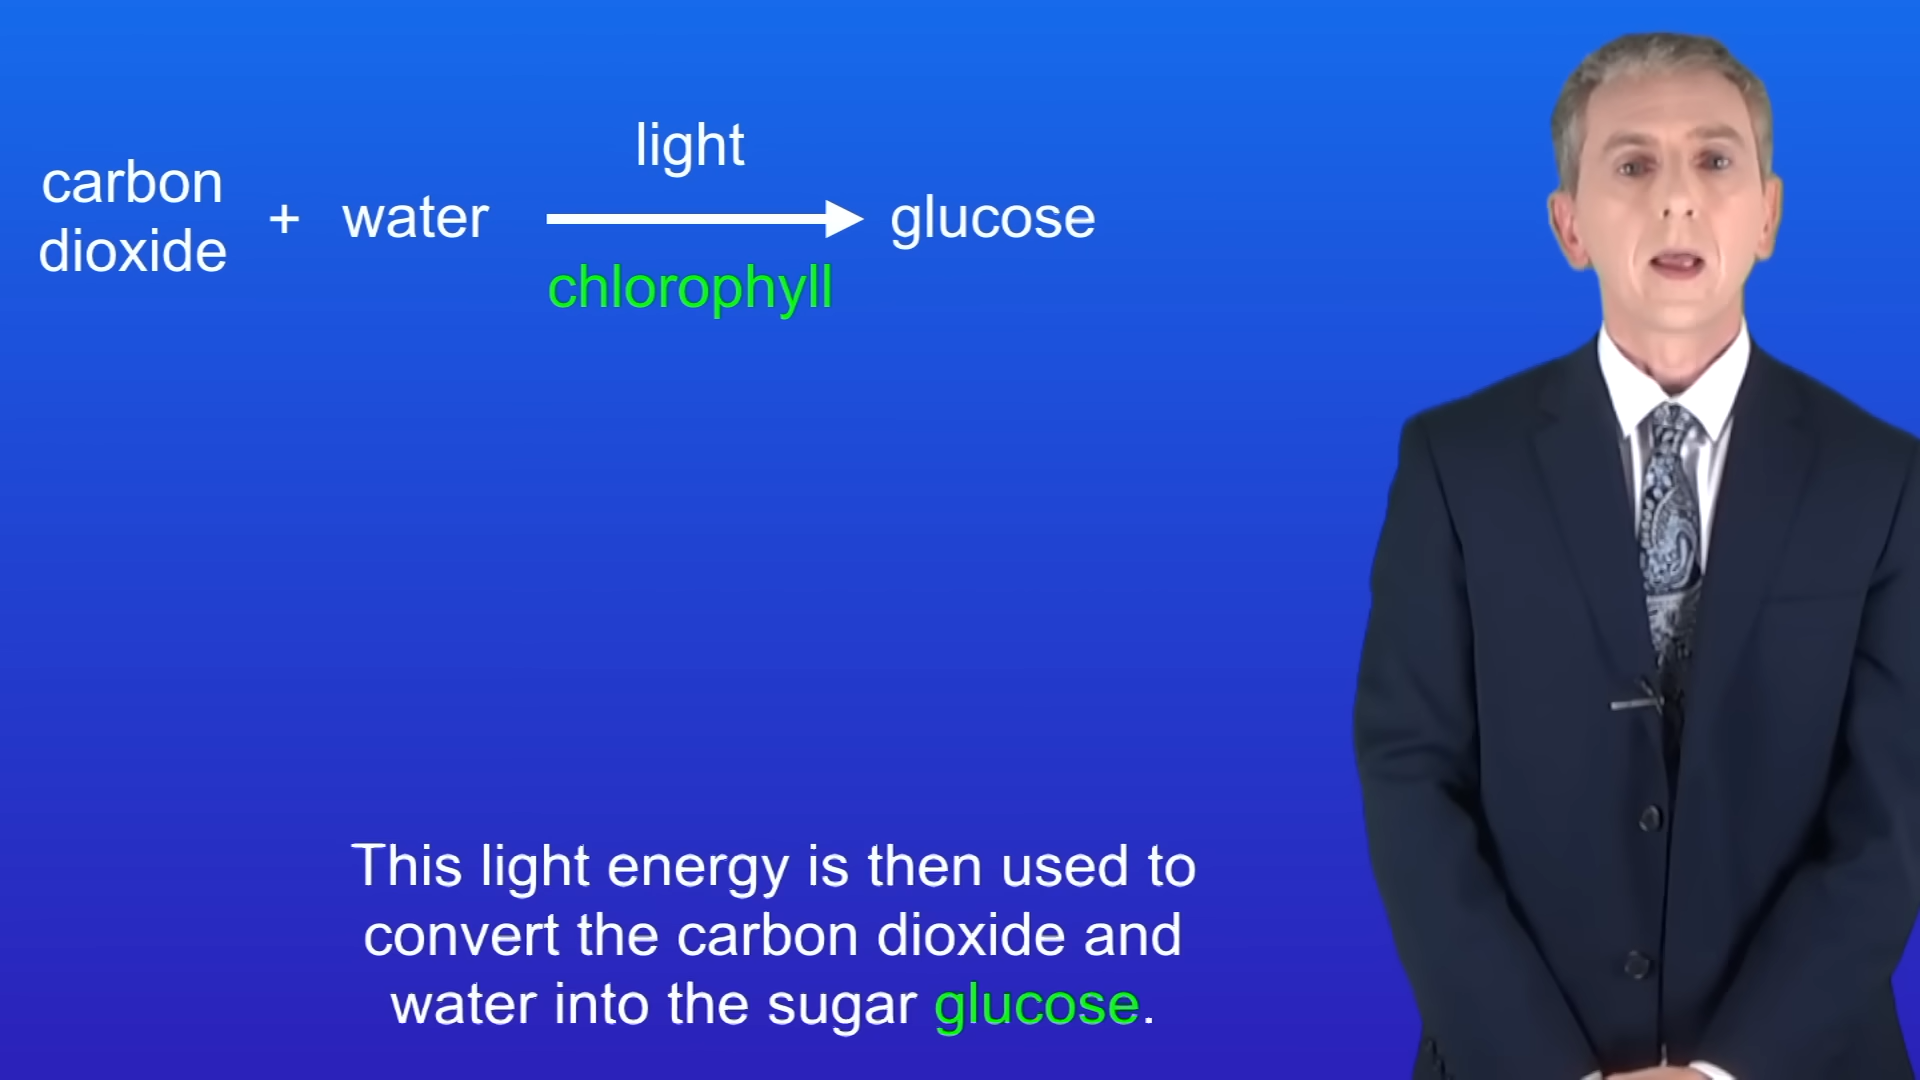 light
carbon
dioxide + water glucose
chlorophyll
This light energy is then used to
convert the carbon dioxide and
water into the sugar glucose.